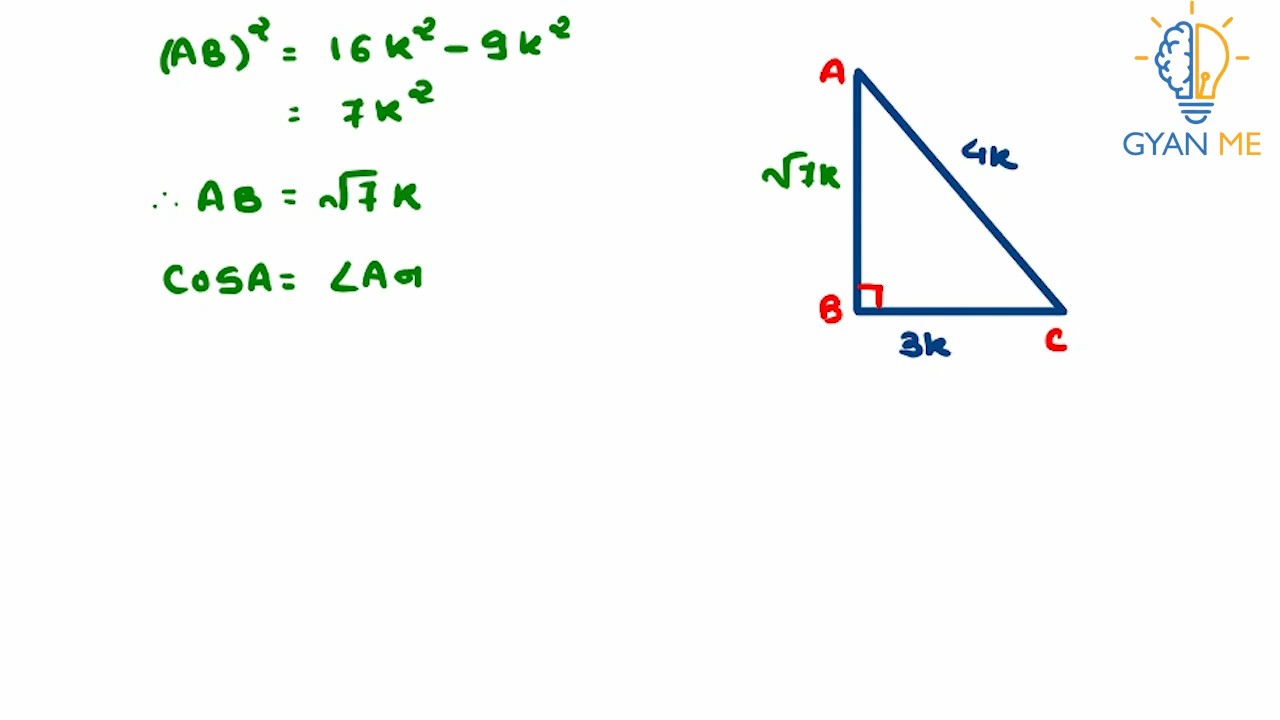 (AB)² = 16k² - 9k²
= 7k²
∴ AB = √7 k
COSA = ∠A
A
√7k
4k
B
3k
C
GYAN ME